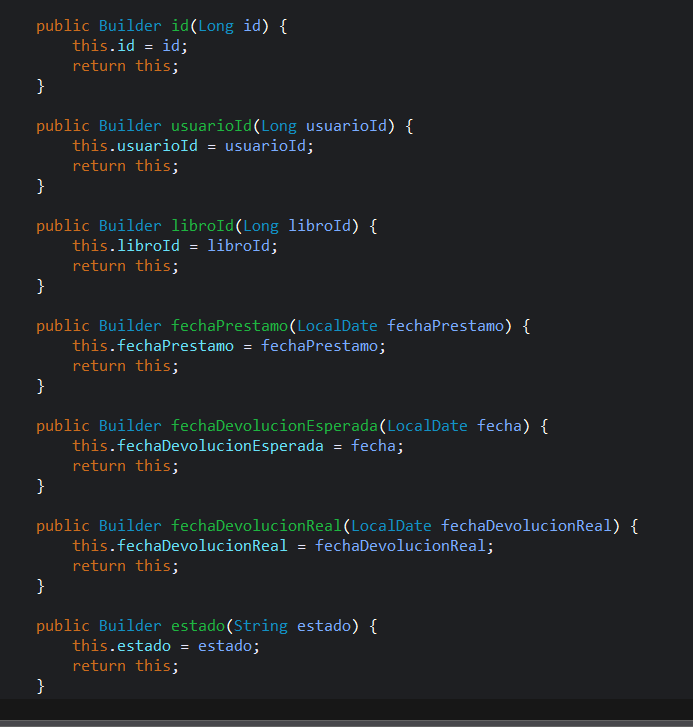 public Builder id(Long id) {
this.id = id;
return this;
}
public Builder usuarioId(Long usuarioId) {
this.usuarioId = usuarioId;
return this;
}
public Builder libroId(Long libroId) {
this.libroId = libroId;
return this;
}
public Builder fechaPrestamo(LocalDate fechaPrestamo) {
this.fechaPrestamo = fechaPrestamo;
return this;
}
public Builder fechaDevolucionEsperada(LocalDate fecha) {
this.fechaDevolucionEsperada = fecha;
return this;
}
public Builder fechaDevolucionReal(LocalDate fechaDevolucionReal) {
this.fechaDevolucionReal = fechaDevolucionReal;
return this;
}
public Builder estado(String estado) {
this.estado = estado;
return this;
}